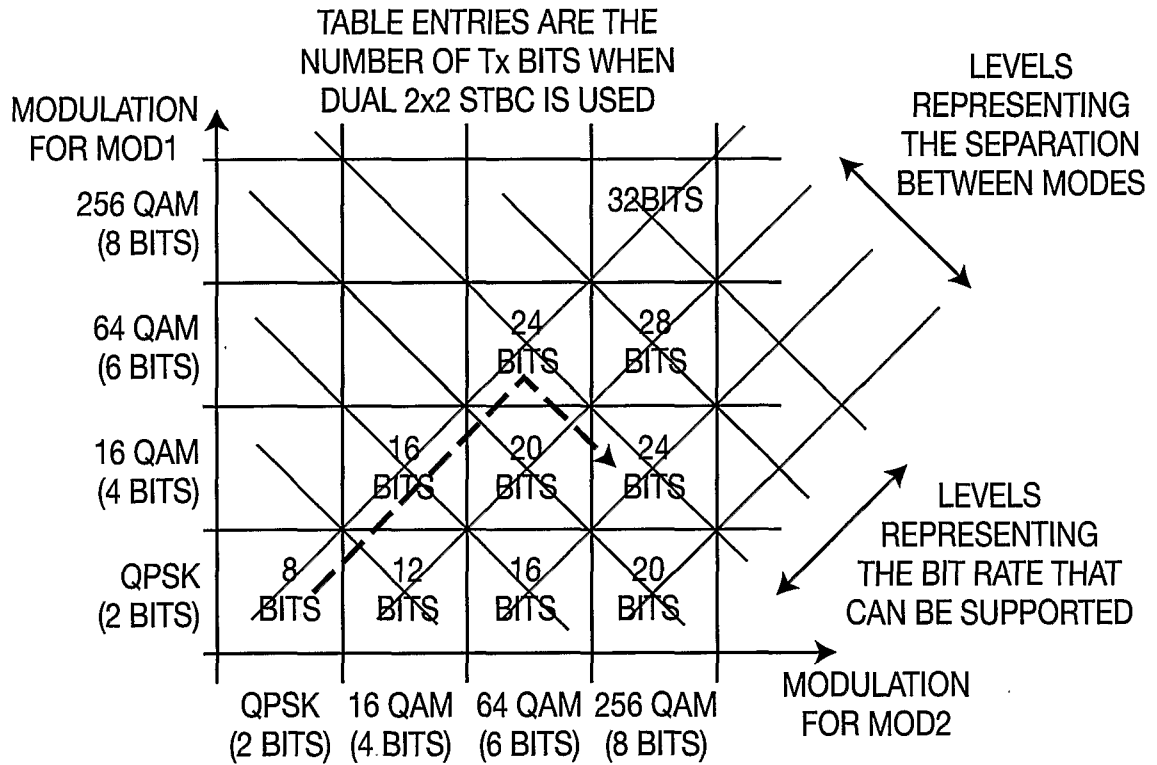 TABLE ENTRIES ARE THE
NUMBER OF Tx BITS WHEN
DUAL 2x2 STBC IS USED
MODULATION
FOR MOD1
LEVELS
REPRESENTING
THE SEPARATION
BETWEEN MODES
256 QAM
(8 BITS)
32BITS
64 QAM
(6 BITS)
24
BITS
28
BITS
16 QAM
(4 BITS)
16
BITS
20
BITS
24
BITS
QPSK
(2 BITS)
8
BITS
12
BITS
16
BITS
20
BITS
LEVELS
REPRESENTING
THE BIT RATE THAT
CAN BE SUPPORTED
QPSK
(2 BITS)
16 QAM
(4 BITS)
64 QAM
(6 BITS)
256 QAM
(8 BITS)
MODULATION
FOR MOD2